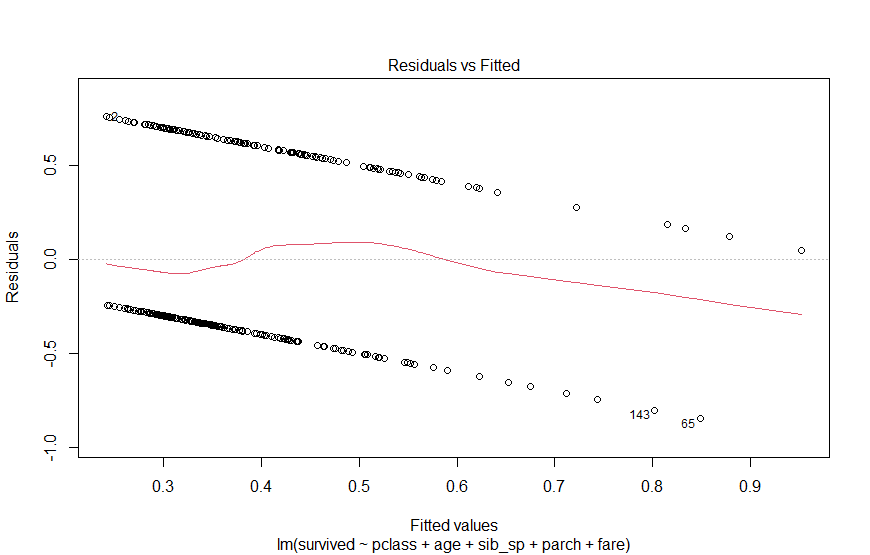 Residuals vs Fitted
Residuals
0.5
0.0
-0.5
-1.0
2
143
65
0.3 0.4 0.5 0.6 0.7 0.8 0.9
Fitted values
lm(survived ~ pclass + age + sib_sp + parch + fare)